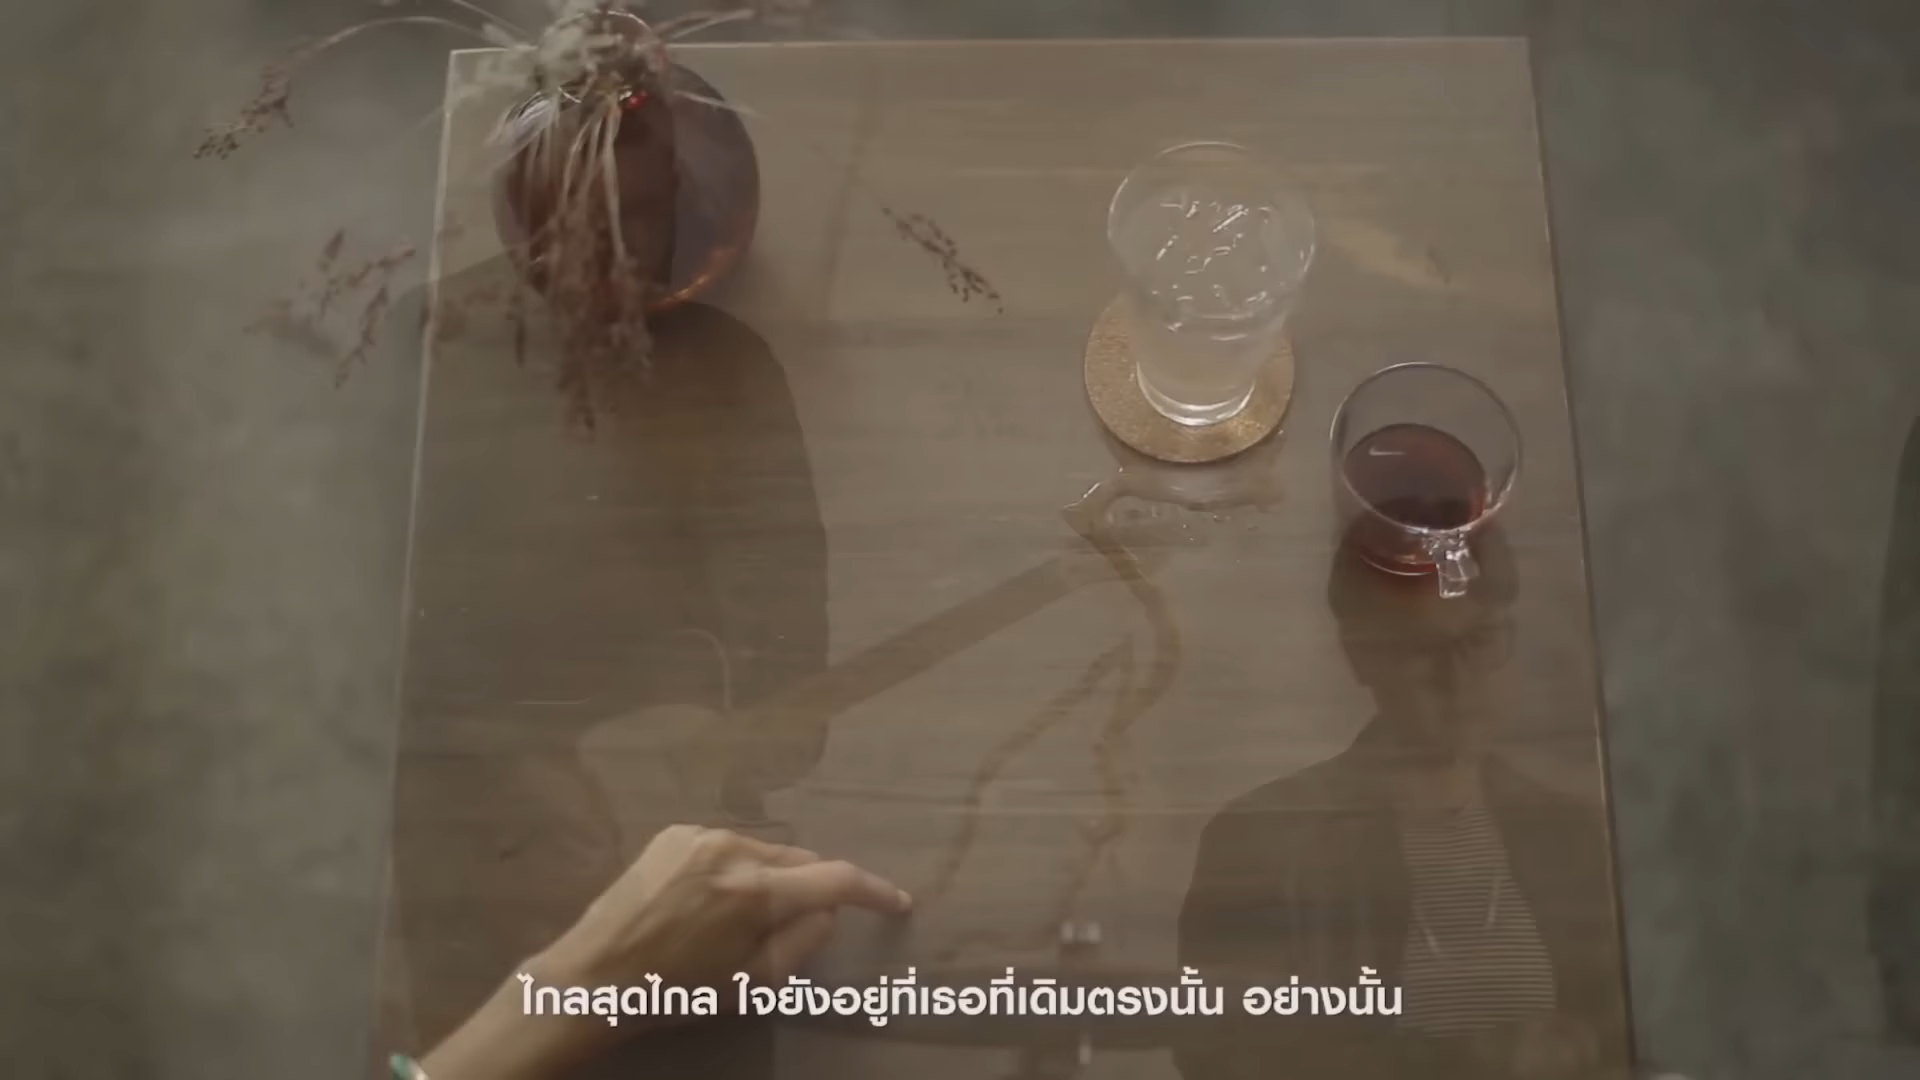 ไกลสุดไกล ใจยังอยู่ที่เธอที่เดิมตรงนั้น อย่างนั้น